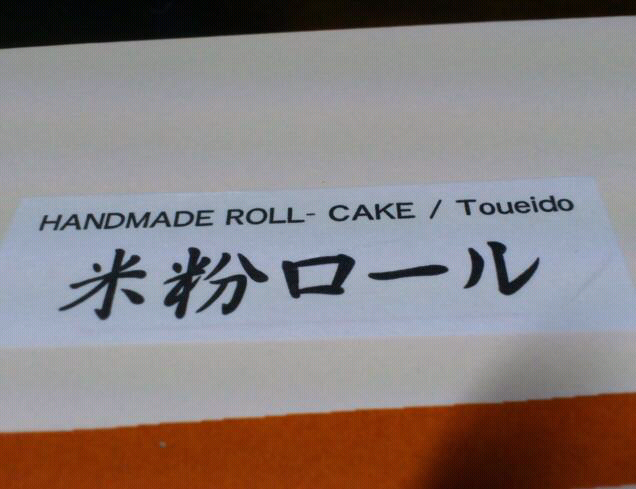 HANDMADE ROLL- CAKE / Toueido
米粉ロール